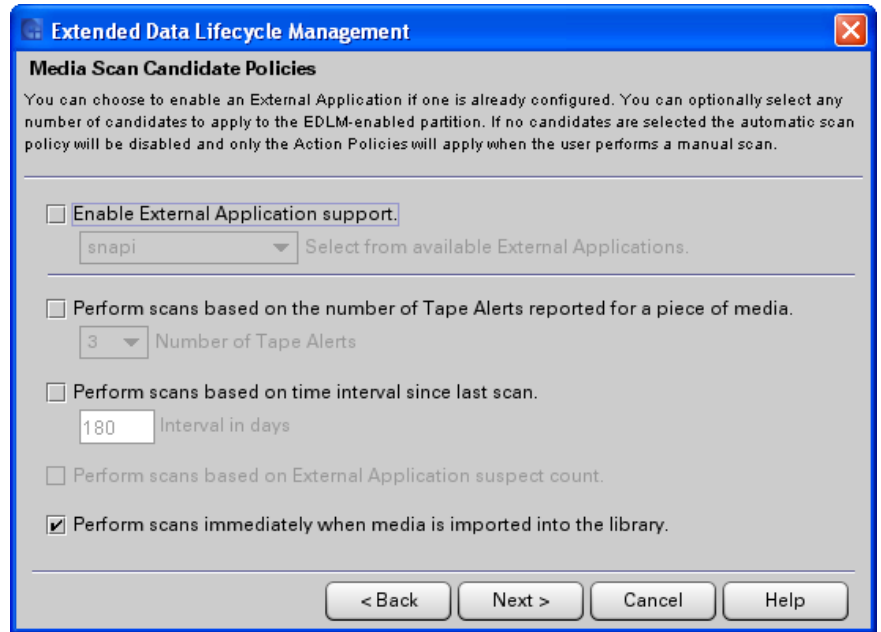 Extended Data Lifecycle Management
Media Scan Candidate Policies
You can choose to enable an External Application if one is already configured. You can optionally select any
number of candidates to apply to the EDLM-enabled partition. If no candidates are selected the automatic scan
policy will be disabled and only the Action Policies will apply when the user performs a manual scan.
Enable External Application support.
snapi Select from available External Applications.
Perform scans based on the number of Tape Alerts reported for a piece of media.
3 Number of Tape Alerts
Perform scans based on time interval since last scan.
180 Interval in days
Perform scans based on External Application suspect count.
Perform scans immediately when media is imported into the library.
< Back Next > Cancel Help